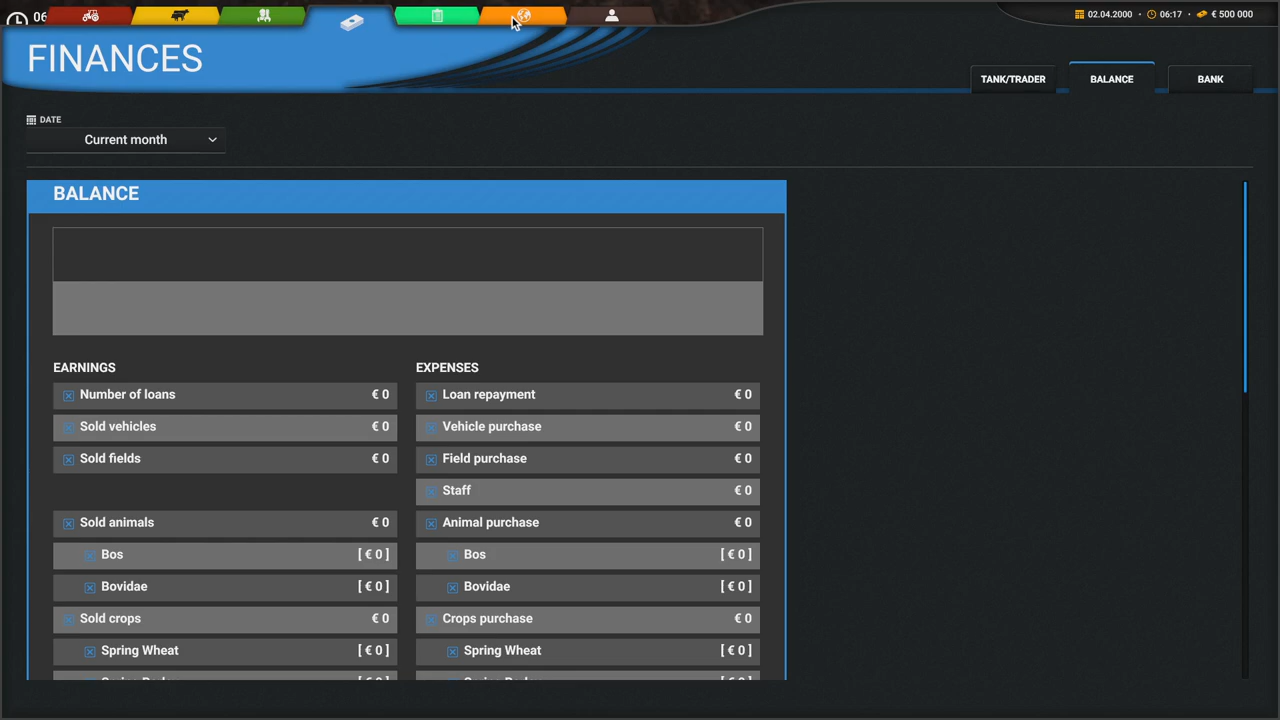 06
02.04.2000 • 06:17 • € 500 000
FINANCES
TANK/TRADER
BALANCE
BANK
DATE
Current month
BALANCE
EARNINGS
EXPENSES
Number of loans € 0
Loan repayment € 0
Sold vehicles € 0
Vehicle purchase € 0
Sold fields € 0
Field purchase € 0
Staff € 0
Sold animals € 0
Animal purchase € 0
Bos [ € 0 ]
Bos [ € 0 ]
Bovidae [ € 0 ]
Bovidae [ € 0 ]
Sold crops € 0
Crops purchase € 0
Spring Wheat [ € 0 ]
Spring Wheat [ € 0 ]